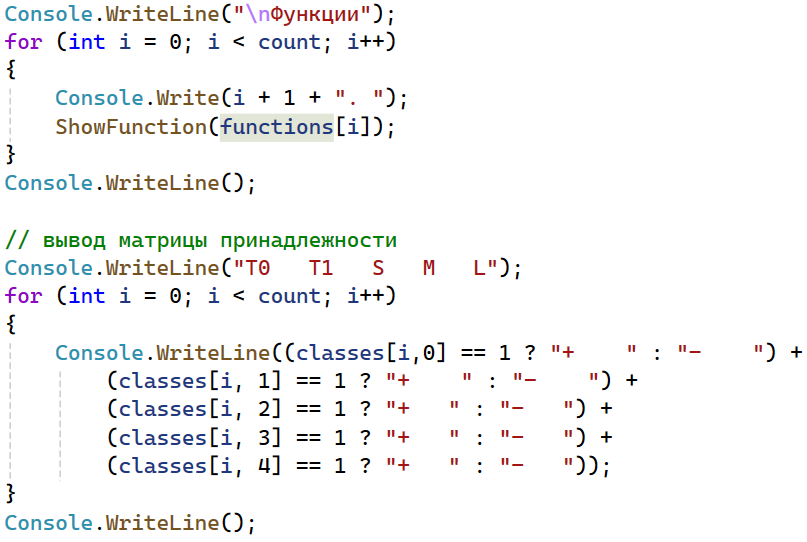 Console.WriteLine("\nФункции");
for (int i = 0; i < count; i++)
{
    Console.Write(i + 1 + ". ");
    ShowFunction(functions[i]);
}
Console.WriteLine();

// вывод матрицы принадлежности
Console.WriteLine("T0   T1   S   M   L");
for (int i = 0; i < count; i++)
{
    Console.WriteLine((classes[i,0] == 1 ? "+    " : "-    ") +
        (classes[i, 1] == 1 ? "+    " : "-    ") +
        (classes[i, 2] == 1 ? "+   " : "-   ") +
        (classes[i, 3] == 1 ? "+   " : "-   ") +
        (classes[i, 4] == 1 ? "+   " : "-   "));
}
Console.WriteLine();